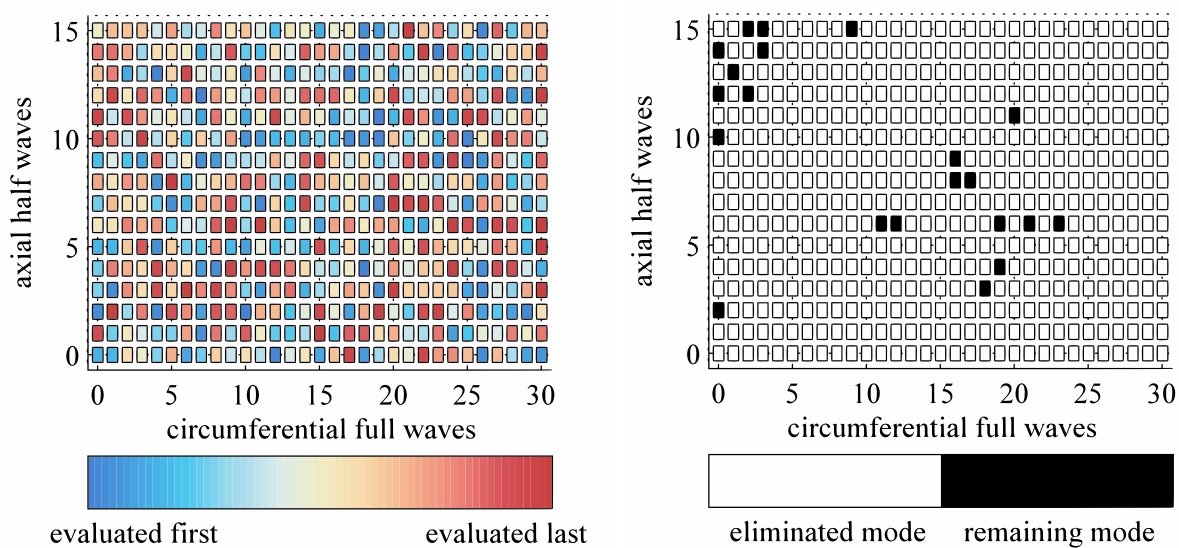 15
10
5
0
axial half waves
0 5 10 15 20 25 30
circumferential full waves
evaluated first evaluated last
15
10
5
0
axial half waves
0 5 10 15 20 25 30
circumferential full waves
eliminated mode remaining mode